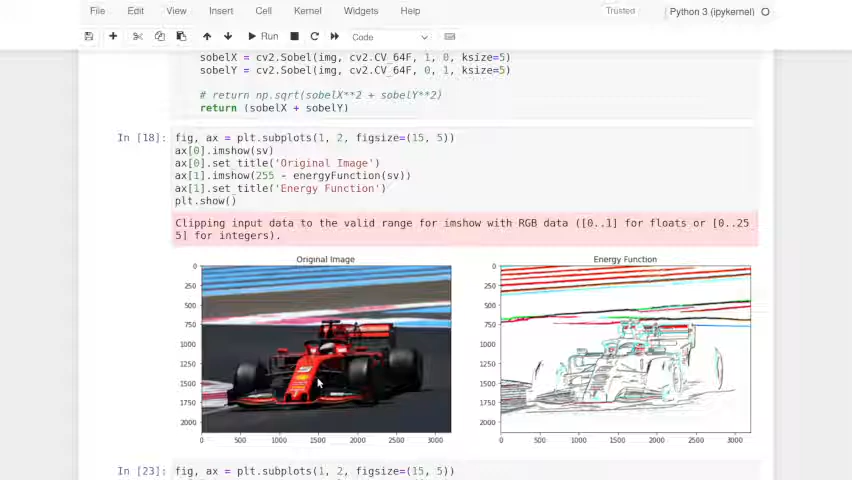 File Edit View Insert Cell Kernel Widgets Help Trusted Python 3 (ipykernel)
Run Code
sobelX = cv2.Sobel(img, cv2.CV_64F, 1, 0, ksize=5)
sobelY = cv2.Sobel(img, cv2.CV_64F, 0, 1, ksize=5)
# return np.sqrt(sobelX**2 + sobelY**2)
return (sobelX + sobelY)
In [18]: fig, ax = plt.subplots(1, 2, figsize=(15, 5))
ax[0].imshow(sv)
ax[0].set_title('Original Image')
ax[1].imshow(255 - energyFunction(sv))
ax[1].set_title('Energy Function')
plt.show()
Clipping input data to the valid range for imshow with RGB data ([0..1] for floats or [0..25
5] for integers).
Original Image
0
250
500
750
1000
1250
1500
1750
2000
0 500 1000 1500 2000 2500 3000
Energy Function
0
250
500
750
1000
1250
1500
1750
2000
0 500 1000 1500 2000 2500 3000
In [23]: fig, ax = plt.subplots(1, 2, figsize=(15, 5))